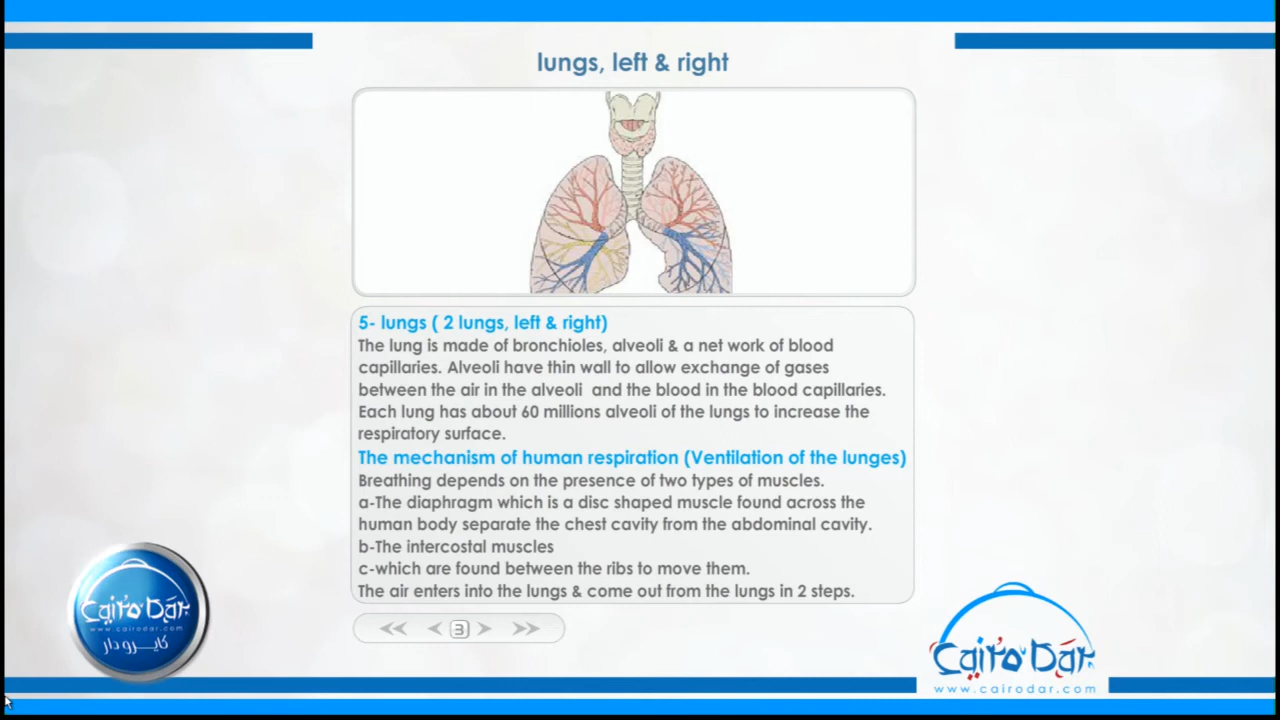 lungs, left & right
5- lungs ( 2 lungs, left & right)
The lung is made of bronchioles, alveoli & a net work of blood
capillaries. Alveoli have thin wall to allow exchange of gases
between the air in the alveoli and the blood in the blood capillaries.
Each lung has about 60 millions alveoli of the lungs to increase the
respiratory surface.
The mechanism of human respiration (Ventilation of the lunges)
Breathing depends on the presence of two types of muscles.
a-The diaphragm which is a disc shaped muscle found across the
human body separate the chest cavity from the abdominal cavity.
b-The intercostal muscles
c-which are found between the ribs to move them.
The air enters into the lungs & come out from the lungs in 2 steps.
3
Cairo Dar
www.cairodar.com
كايرو دار
Cairo Dar
www.cairodar.com